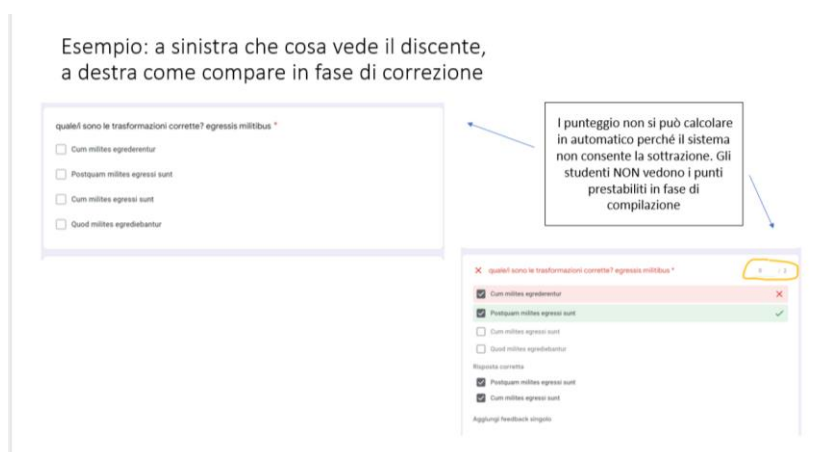 Esempio: a sinistra che cosa vede il discente,
a destra come compare in fase di correzione
quale/i sono le trasformazioni corrette? egressis militibus *
Cum milites egrederentur
Postquam milites egressi sunt
Cum milites egressi sunt
Quod milites egrediebantur
I punteggio non si può calcolare
in automatico perché il sistema
non consente la sottrazione. Gli
studenti NON vedono i punti
prestabiliti in fase di
compilazione
quale/i sono le trasformazioni corrette? egressis militibus *
Cum milites egrederentur
Postquam milites egressi sunt
Cum milites egressi sunt
Quod milites egrediebantur
Risposta corretta
Postquam milites egressi sunt
Cum milites egressi sunt
Aggiungi feedback singolo